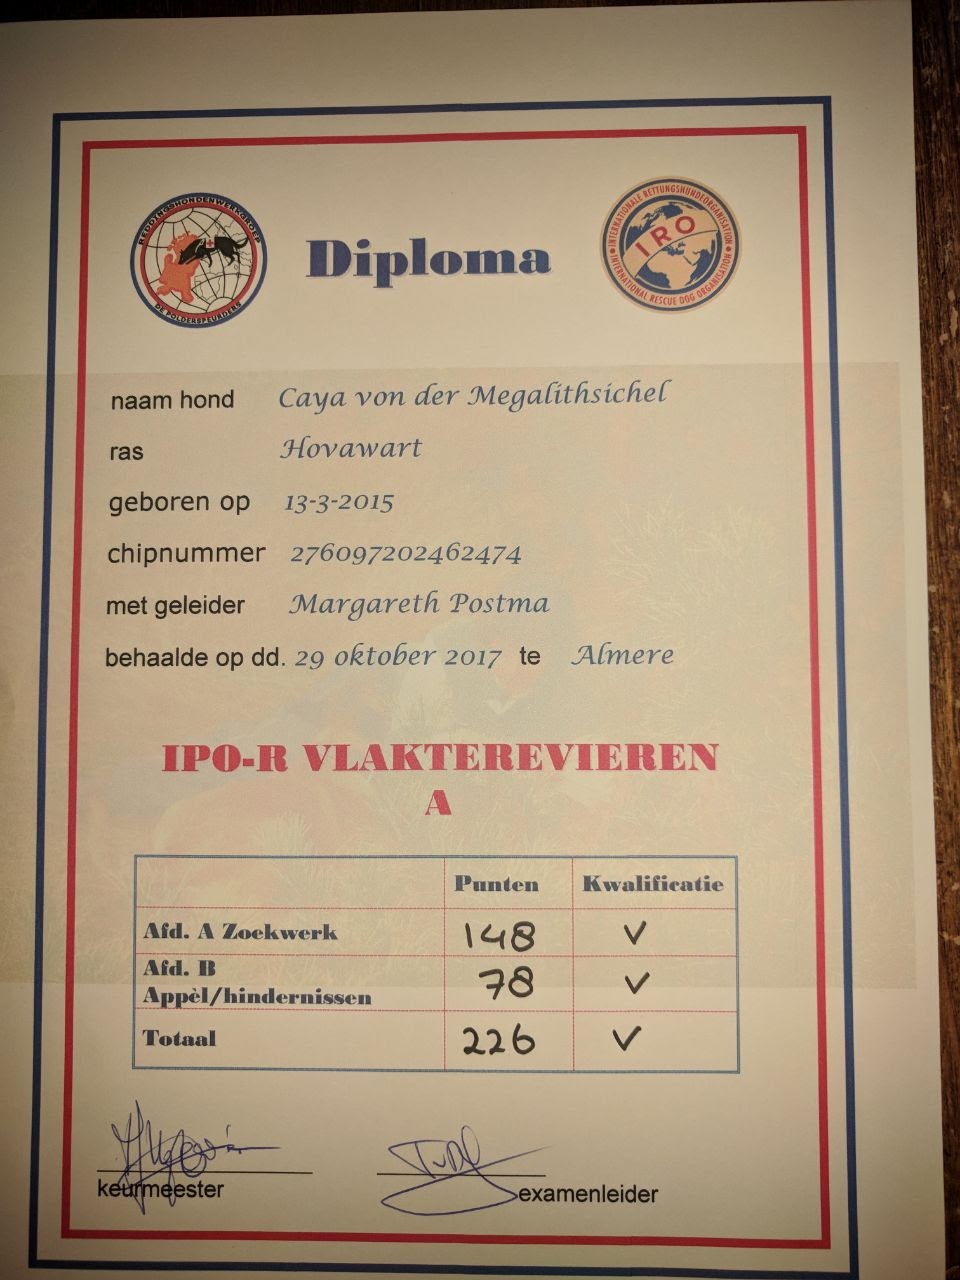 REDDINGSHONDENWERKGROEP
DE POLDERSPEURDERS
Diploma
INTERNATIONALE RETTUNGSHUNDEORGANISATION
IRO
INTERNATIONAL RESCUE DOG ORGANISATION
naam hond Caya von der Megalithsichel
ras Hovawart
geboren op 13-3-2015
chipnummer 276097202462474
met geleider Margareth Postma
behaalde op dd. 29 oktober 2017 te Almere
IPO-R VLAKTEREVIEREN
A
Punten Kwalificatie
Afd. A Zoekwerk 148 V
Afd. B
Appèl/hindernissen 78 V
Totaal 226 V
keurmeester examenleider